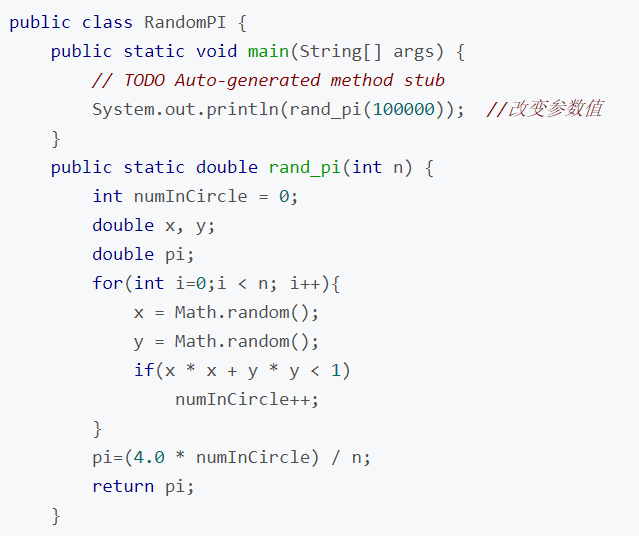 public class RandomPI {
public static void main(String[] args) {
// TODO Auto-generated method stub
System.out.println(rand_pi(100000)); //改变参数值
}
public static double rand_pi(int n) {
int numInCircle = 0;
double x, y;
double pi;
for(int i=0;i < n; i++){
x = Math.random();
y = Math.random();
if(x * x + y * y < 1)
numInCircle++;
}
pi=(4.0 * numInCircle) / n;
return pi;
}